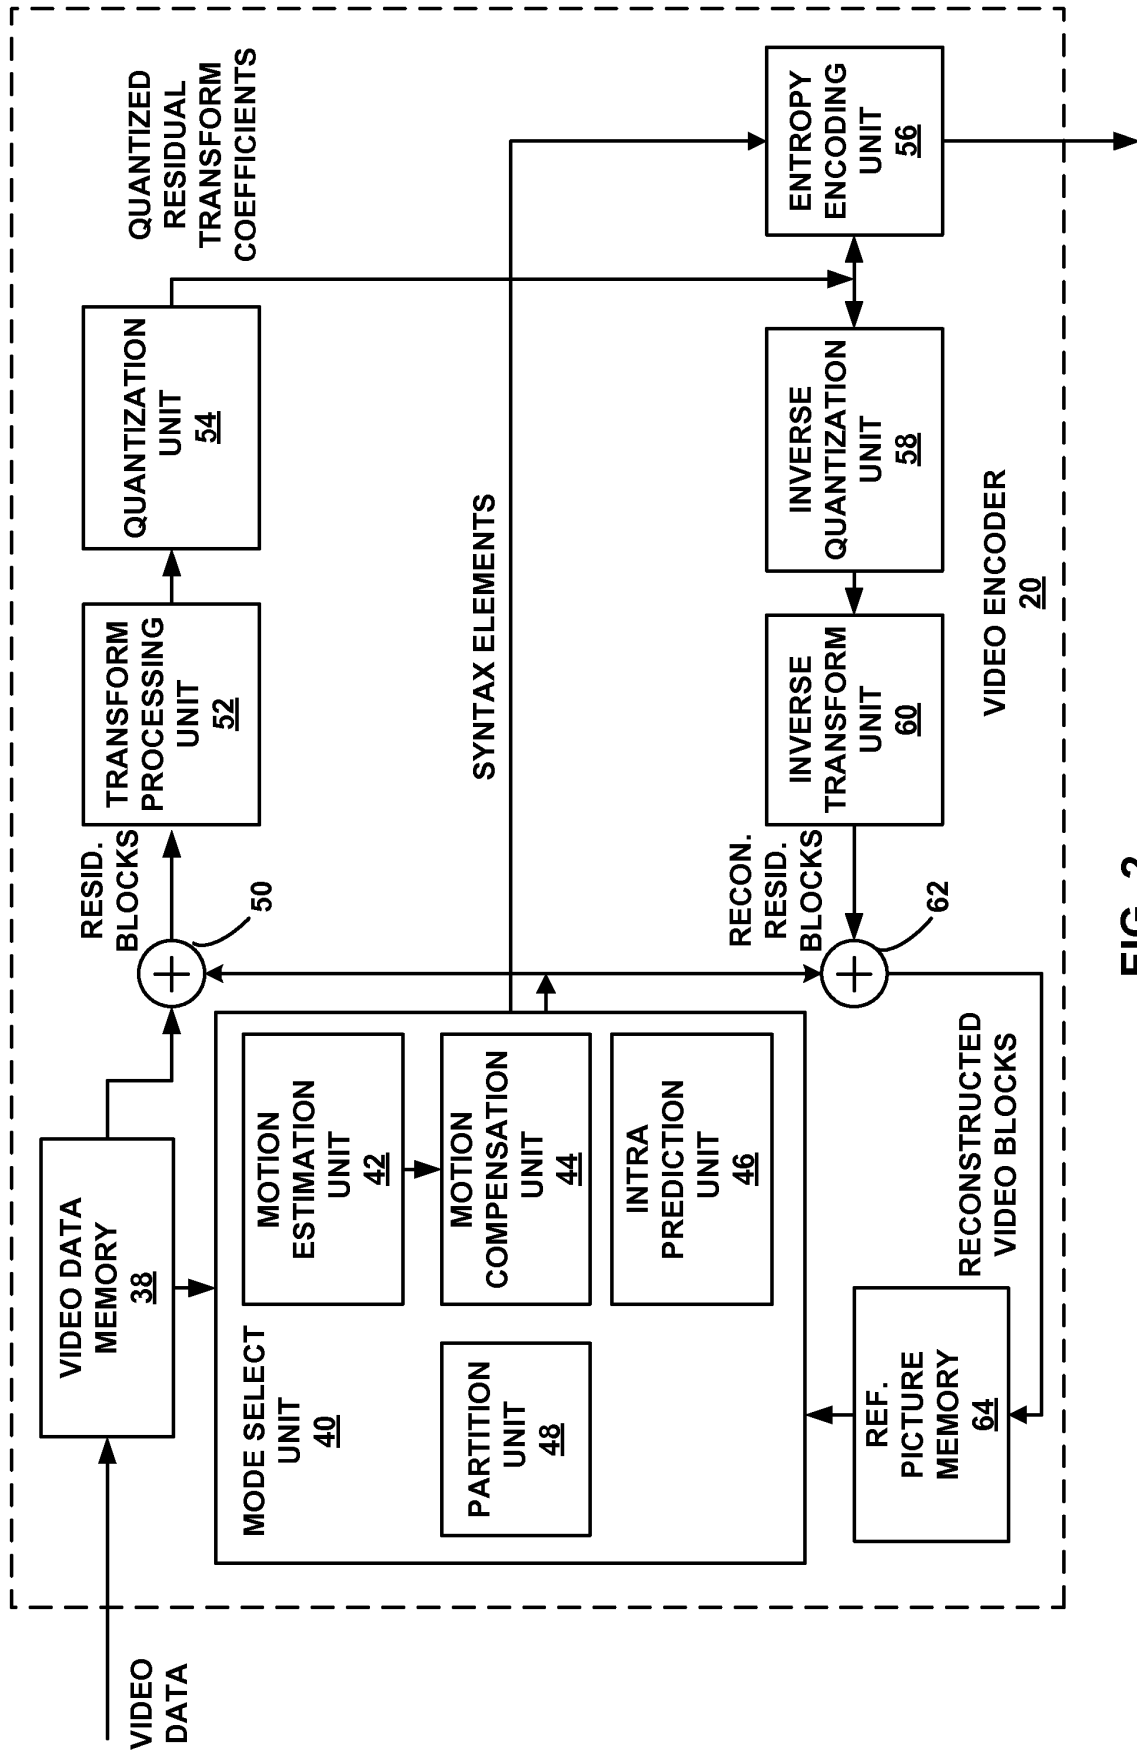 VIDEO
DATA
VIDEO DATA
MEMORY
38
MODE SELECT
UNIT
40
MOTION
ESTIMATION
UNIT
42
PARTITION
UNIT
48
MOTION
COMPENSATION
UNIT
44
INTRA
PREDICTION
UNIT
46
REF.
PICTURE
MEMORY
64
RECONSTRUCTED
VIDEO BLOCKS
50
RESID.
BLOCKS
TRANSFORM
PROCESSING
UNIT
52
QUANTIZATION
UNIT
54
QUANTIZED
RESIDUAL
TRANSFORM
COEFFICIENTS
SYNTAX ELEMENTS
62
RECON.
RESID.
BLOCKS
INVERSE
TRANSFORM
UNIT
60
INVERSE
QUANTIZATION
UNIT
58
ENTROPY
ENCODING
UNIT
56
VIDEO ENCODER
20
FIG. 2